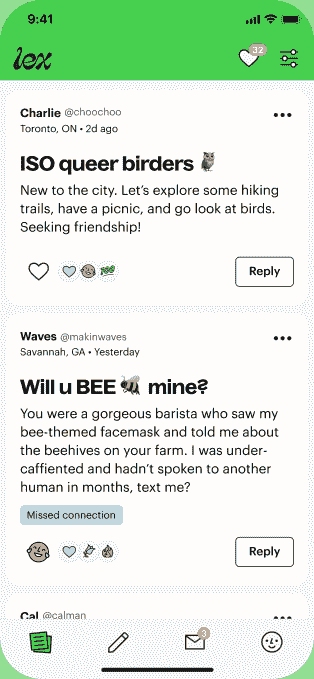 9:41
lex
32
Charlie @choochoo
Toronto, ON • 2d ago
ISO queer birders
New to the city. Let's explore some hiking
trails, have a picnic, and go look at birds.
Seeking friendship!
100
Reply
Waves @makinwaves
Savannah, GA • Yesterday
Will u BEE mine?
You were a gorgeous barista who saw my
bee-themed facemask and told me about
the beehives on your farm. I was under-
caffiented and hadn't spoken to another
human in months, text me?
Missed connection
Reply
Cal @calman
3